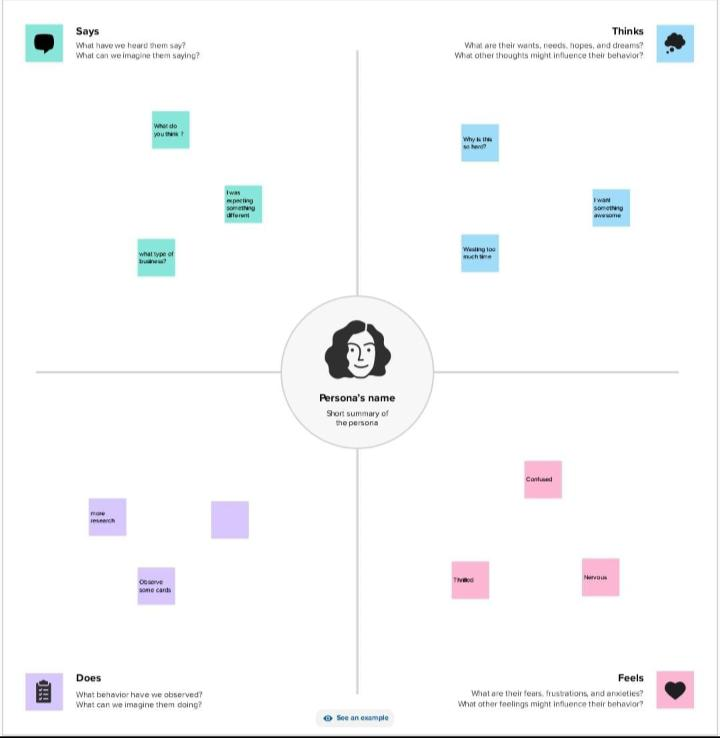 Says
What have we heard them say?
What can we imagine them saying?
Thinks
What are their wants, needs, hopes, and dreams?
What other thoughts might influence their behavior?
What do
you think ?
I was
expecting
something
different
what type of
business?
Why is this
so hard?
I want
something
awesome
Wasting too
much time
Persona's name
Short summary of
the persona
more
research
Observe
some cards
Confused
Thrilled
Nervous
Does
What behavior have we observed?
What can we imagine them doing?
Feels
What are their fears, frustrations, and anxieties?
What other feelings might influence their behavior?
See an example